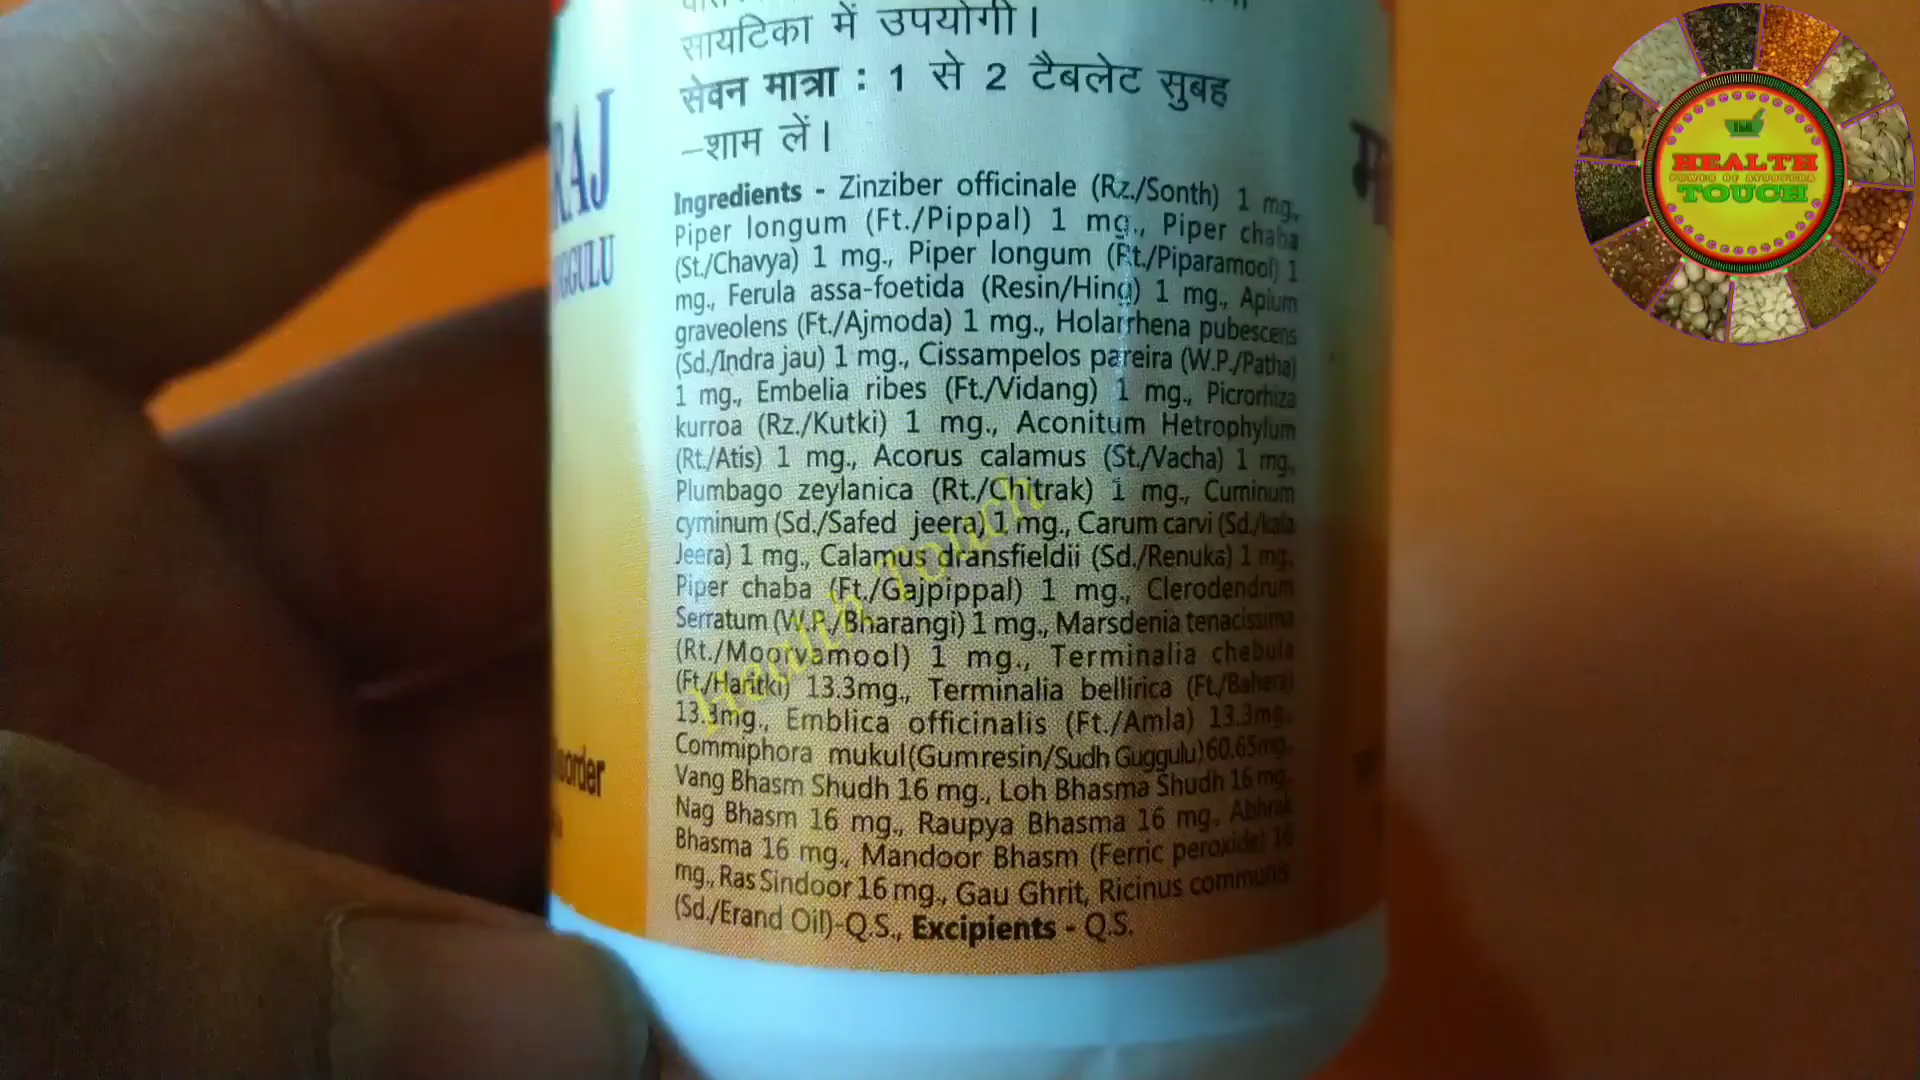 सायटिका में उपयोगी।
सेवन मात्रा : 1 से 2 टैबलेट सुबह
–शाम लें।
Ingredients - Zinziber officinale (Rz./Sonth) 1 mg.,
Piper longum (Ft./Pippal) 1 mg., Piper chaba
(St./Chavya) 1 mg., Piper longum (Rt./Piparamool) 1
mg., Ferula assa-foetida (Resin/Hing) 1 mg., Apium
graveolens (Ft./Ajmoda) 1 mg., Holarrhena pubescens
(Sd./Indra jau) 1 mg., Cissampelos pareira (W.P./Patha)
1 mg., Embelia ribes (Ft./Vidang) 1 mg., Picrorhiza
kurroa (Rz./Kutki) 1 mg., Aconitum Hetrophylum
(Rt./Atis) 1 mg., Acorus calamus (St./Vacha) 1 mg.,
Plumbago zeylanica (Rt./Chitrak) 1 mg., Cuminum
cyminum (Sd./Safed jeera) 1 mg., Carum carvi (Sd./kala
Jeera) 1 mg., Calamus dransfieldii (Sd./Renuka) 1 mg.,
Piper chaba (Ft./Gajpippal) 1 mg., Clerodendrum
Serratum (W.P./Bharangi) 1 mg., Marsdenia tenacissima
(Rt./Moorvamool) 1 mg., Terminalia chebula
(Ft./Haritki) 13.3mg., Terminalia bellirica (Ft./Bahera)
13.3mg., Emblica officinalis (Ft./Amla) 13.3mg.,
Commiphora mukul(Gumresin/Sudh Guggulu)60.65mg.,
Vang Bhasm Shudh 16 mg., Loh Bhasma Shudh 16 mg.,
Nag Bhasm 16 mg., Raupya Bhasma 16 mg., Abhrak
Bhasma 16 mg., Mandoor Bhasm (Ferric peroxide) 16
mg., Ras Sindoor 16 mg., Gau Ghrit, Ricinus communis
(Sd./Erand Oil)-Q.S., Excipients - Q.S.
RAJ
GGULU
order
Health Touch
HEALTH
POWER OF AYURVEDA
TOUCH